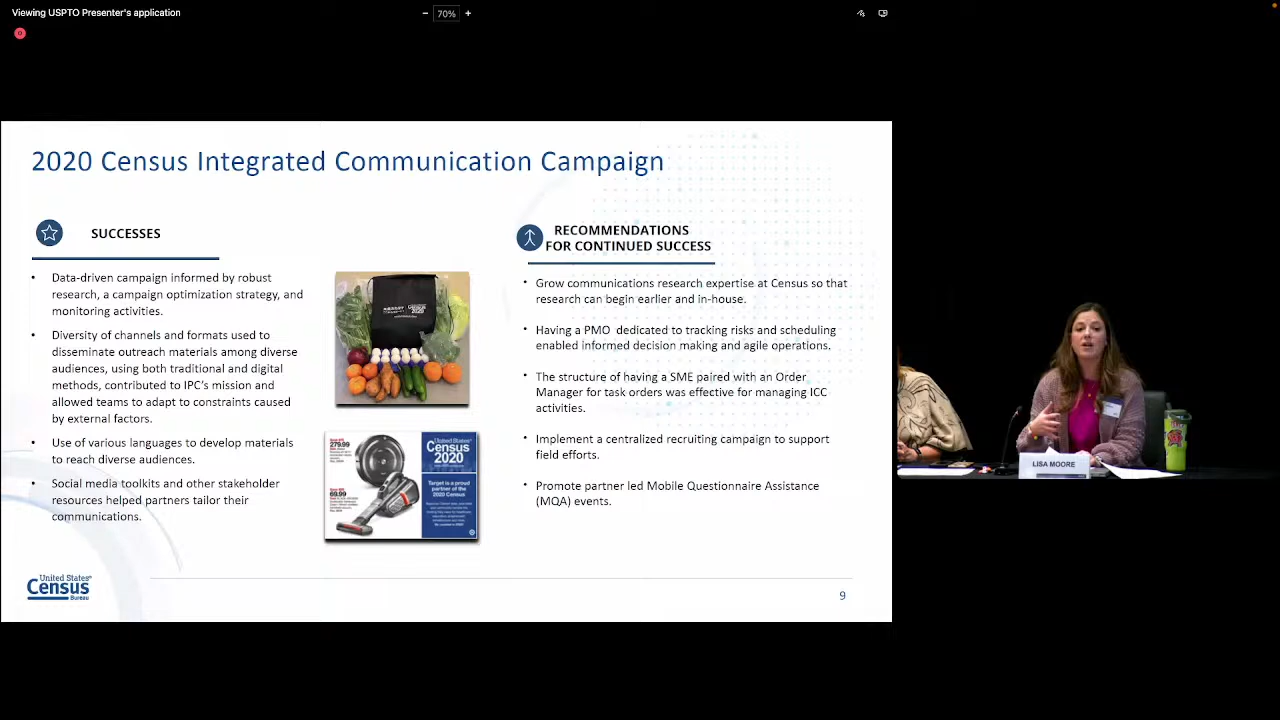 Viewing USPTO Presenter's application
− 70% +
2020 Census Integrated Communication Campaign
SUCCESSES
• Data-driven campaign informed by robust
research, a campaign optimization strategy, and
monitoring activities.
• Diversity of channels and formats used to
disseminate outreach materials among diverse
audiences, using both traditional and digital
methods, contributed to IPC's mission and
allowed teams to adapt to constraints caused
by external factors.
• Use of various languages to develop materials
to reach diverse audiences.
• Social media toolkits and other stakeholder
resources helped partners tailor their
communications.
279.99
69.99
United States
Census
2020
Target is a proud
partner of the
2020 Census
RECOMMENDATIONS
FOR CONTINUED SUCCESS
• Grow communications research expertise at Census so that
research can begin earlier and in-house.
• Having a PMO dedicated to tracking risks and scheduling
enabled informed decision making and agile operations.
• The structure of having a SME paired with an Order
Manager for task orders was effective for managing ICC
activities.
• Implement a centralized recruiting campaign to support
field efforts.
• Promote partner led Mobile Questionnaire Assistance
(MQA) events.
United States®
Census
Bureau
9
LISA MOORE